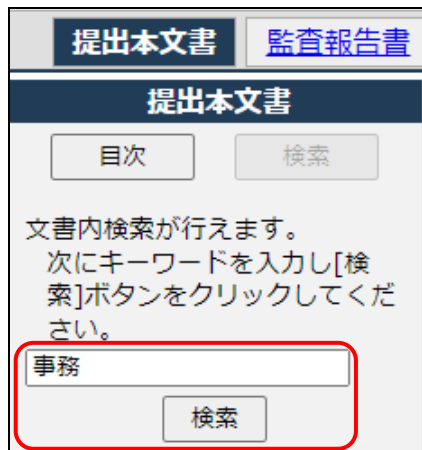 提出本文書 監査報告書
提出本文書
目次 検索
文書内検索が行えます。
次にキーワードを入力し[検
索]ボタンをクリックしてくだ
さい。
事務
検索